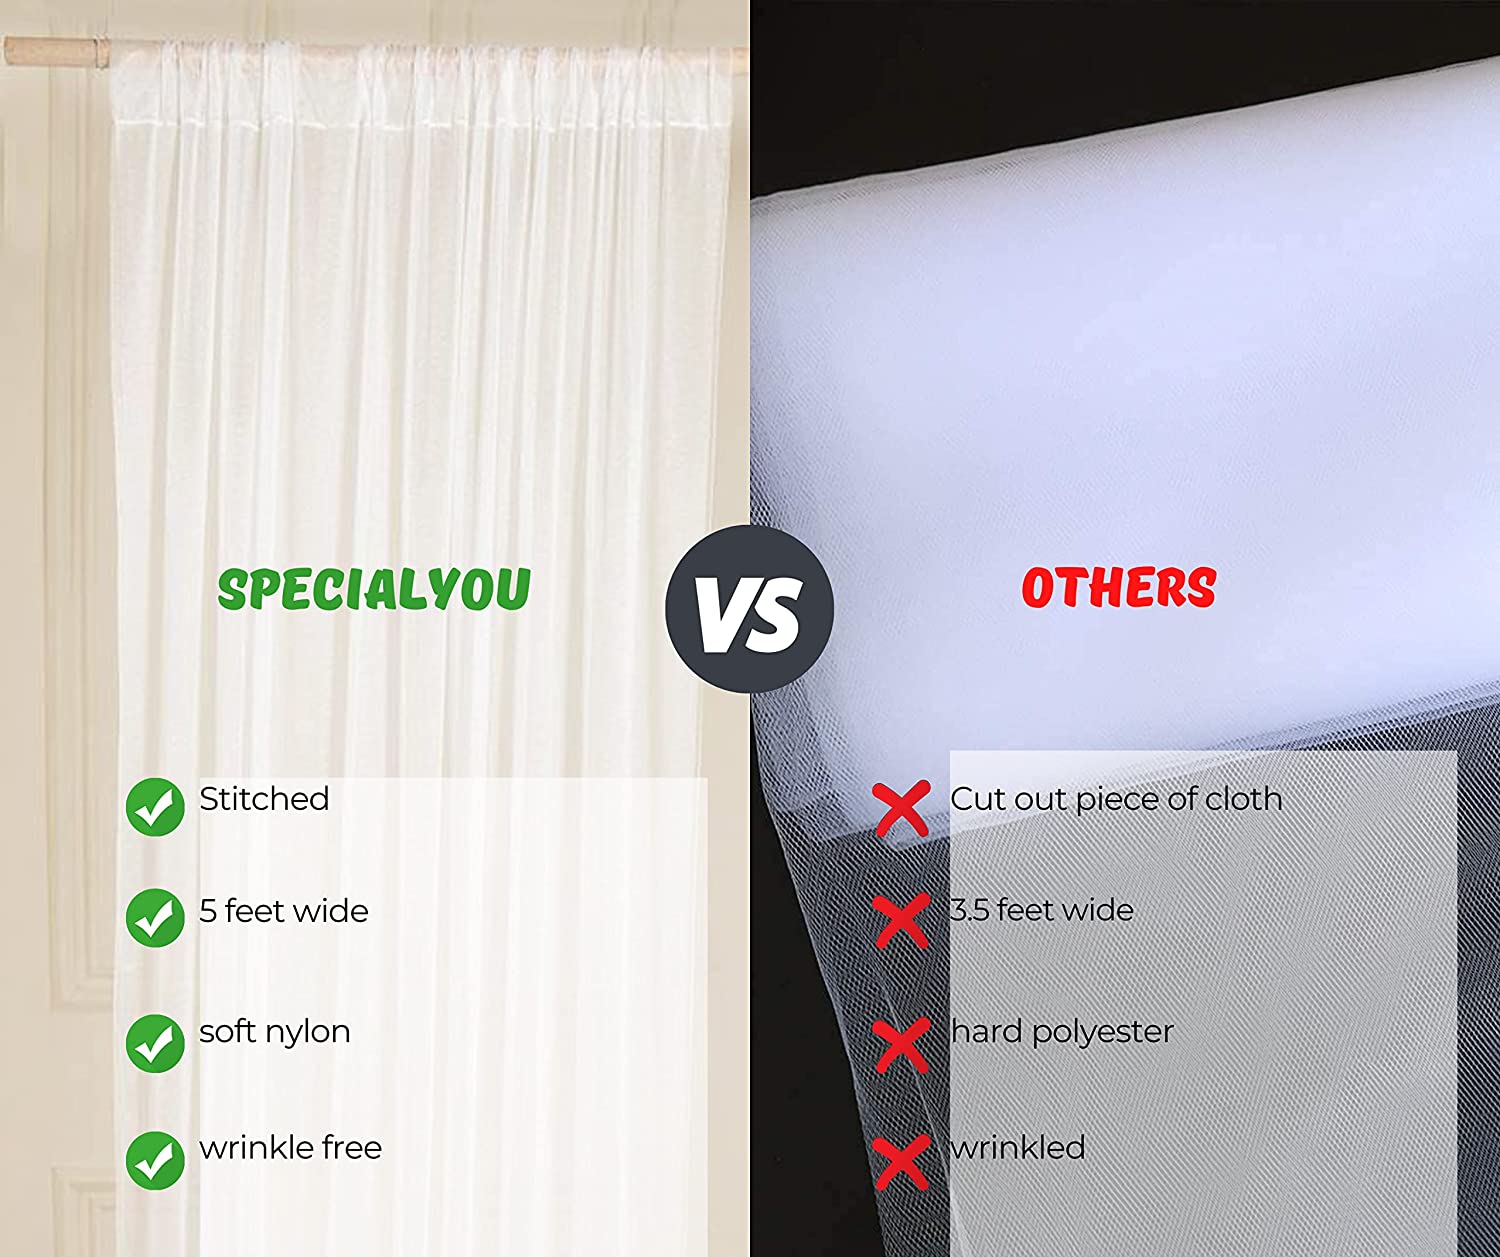 SPECIALYOU
VS
OTHERS
Stitched
5 feet wide
soft nylon
wrinkle free
Cut out piece of cloth
3.5 feet wide
hard polyester
wrinkled